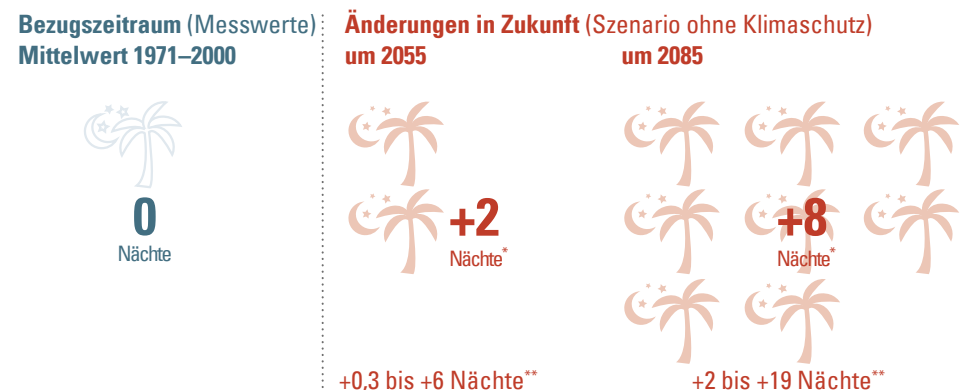 Bezugszeitraum (Messwerte)
Mittelwert 1971–2000
0
Nächte
Änderungen in Zukunft (Szenario ohne Klimaschutz)
um 2055
+2
Nächte*
+0,3 bis +6 Nächte**
um 2085
+8
Nächte*
+2 bis +19 Nächte**